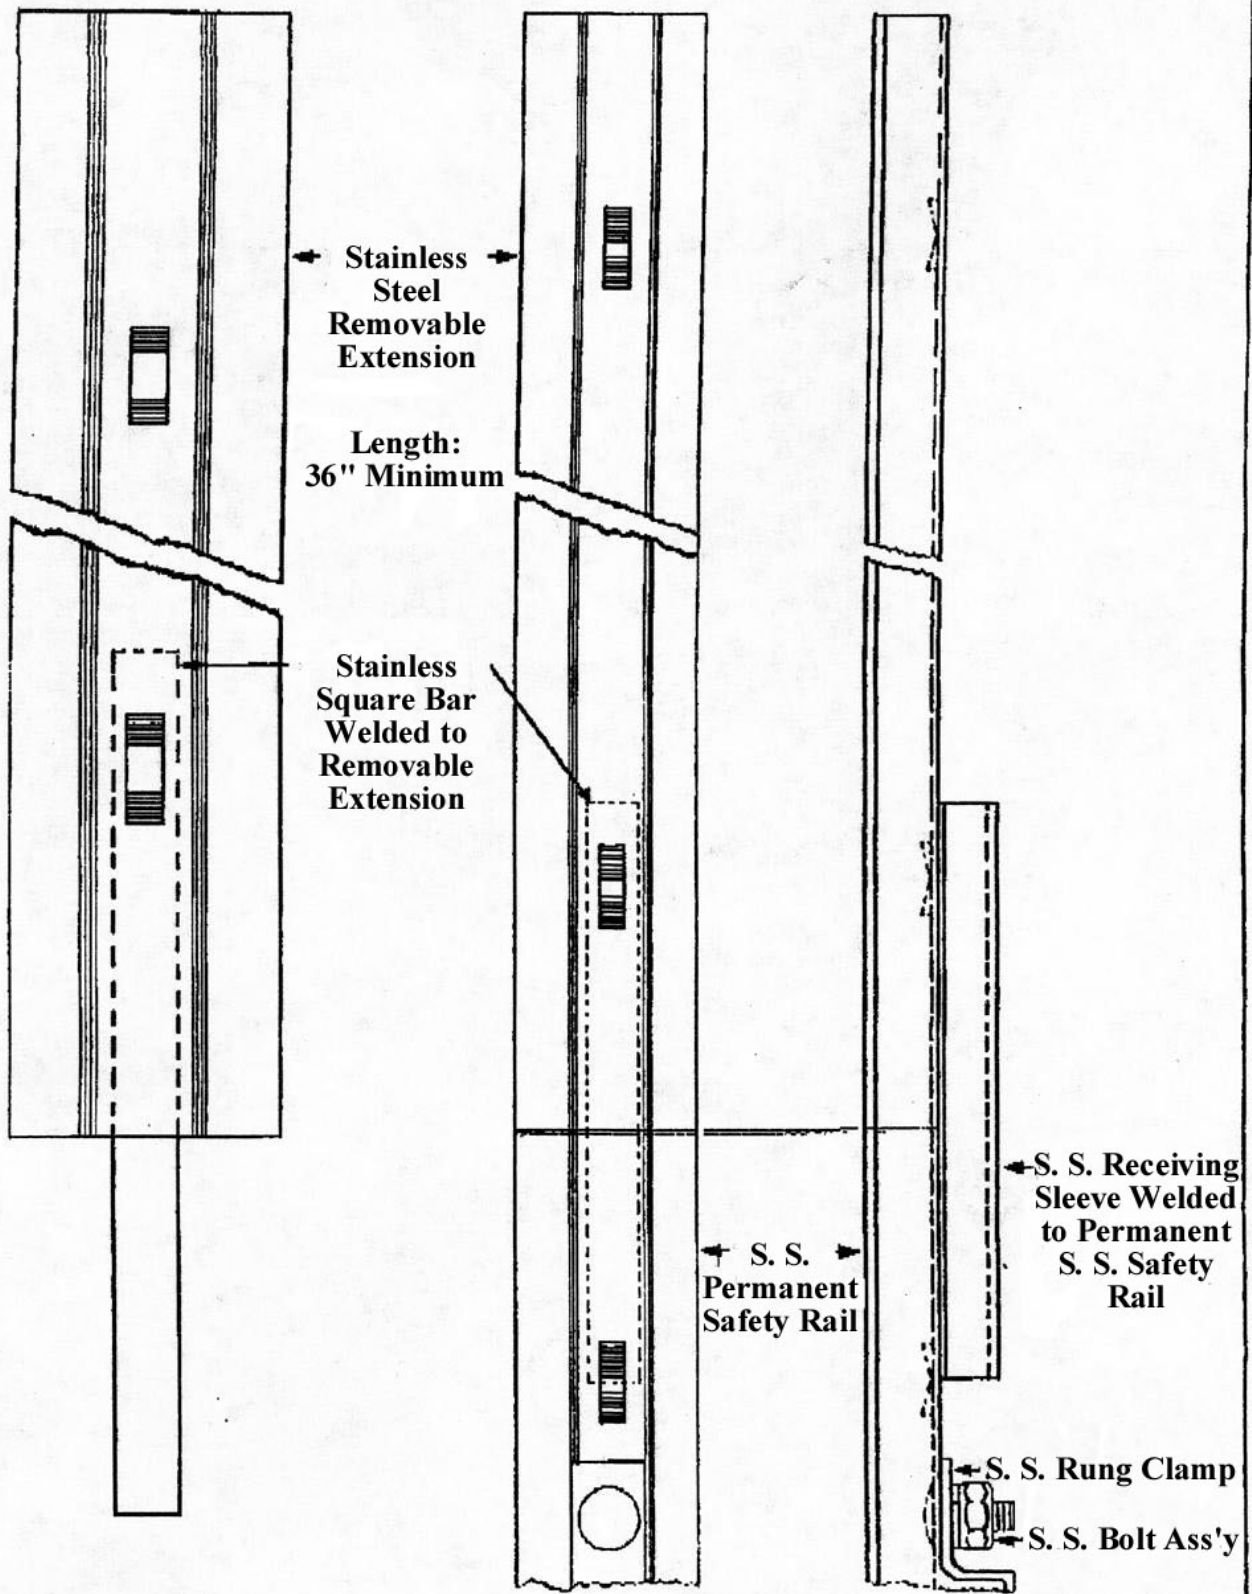 Stainless
Steel
Removable
Extension
Length:
36" Minimum
Stainless
Square Bar
Welded to
Removable
Extension
S. S. Receiving
Sleeve Welded
to Permanent
S. S. Safety
Rail
S. S.
Permanent
Safety Rail
S. S. Rung Clamp
S. S. Bolt Ass'y